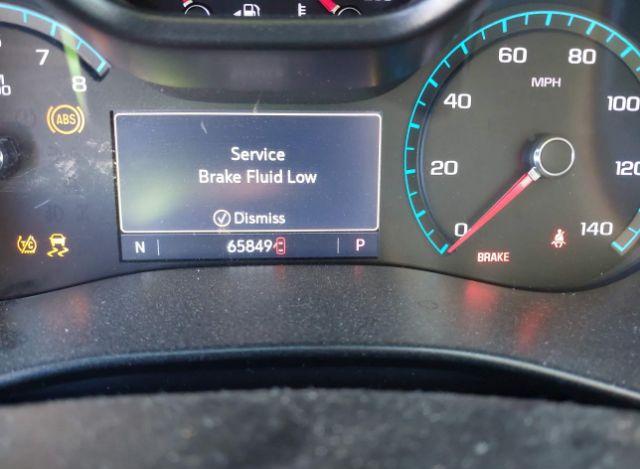 7
8
ABS
Service
Brake Fluid Low
Dismiss
N 65849 P
TC
0
20
40
60
80
100
120
140
MPH
BRAKE